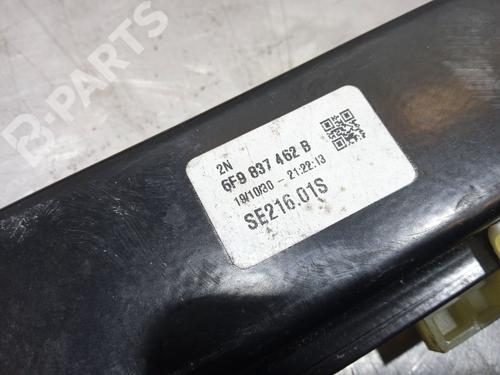 B-PARTS
2N
6F9 837 462 B
19/10/30 - 21:22:13
SE216.01S